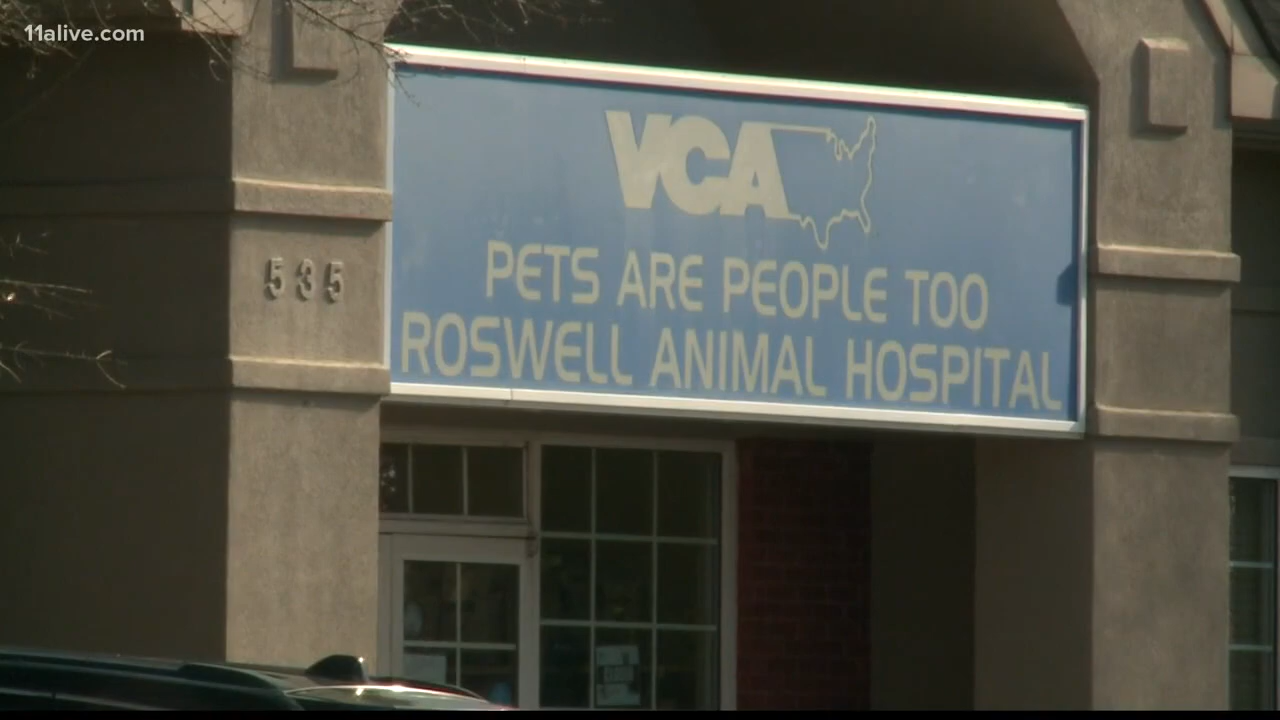 11alive.com
VCA
PETS ARE PEOPLE TOO
535
ROSWELL ANIMAL HOSPITAL